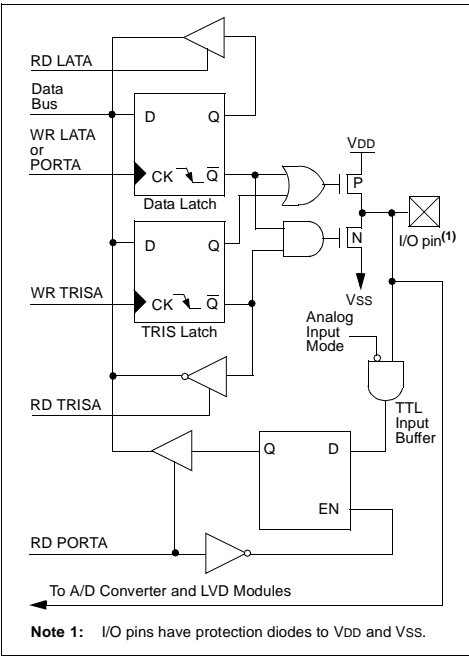 RD LATA
Data
Bus
WR LATA
or
PORTA
D Q
CK Q
Data Latch
VDD
P
N
I/O pin(1)
VSS
D Q
WR TRISA
CK Q
TRIS Latch
Analog
Input
Mode
RD TRISA
TTL
Input
Buffer
Q D
EN
RD PORTA
To A/D Converter and LVD Modules
Note 1: I/O pins have protection diodes to VDD and VSS.